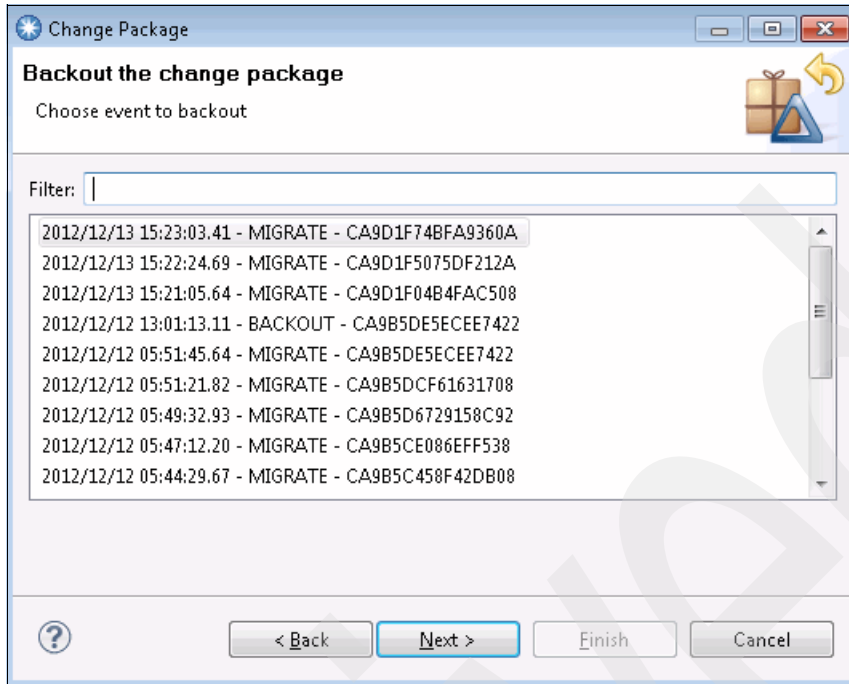 Change Package
Backout the change package
Choose event to backout
Filter:
2012/12/13 15:23:03.41 - MIGRATE - CA9D1F74BFA9360A
2012/12/13 15:22:24.69 - MIGRATE - CA9D1F5075DF212A
2012/12/13 15:21:05.64 - MIGRATE - CA9D1F04B4FAC508
2012/12/12 13:01:13.11 - BACKOUT - CA9B5DE5ECEE7422
2012/12/12 05:51:45.64 - MIGRATE - CA9B5DE5ECEE7422
2012/12/12 05:51:21.82 - MIGRATE - CA9B5DCF61631708
2012/12/12 05:49:32.93 - MIGRATE - CA9B5D6729158C92
2012/12/12 05:47:12.20 - MIGRATE - CA9B5CE086EFF538
2012/12/12 05:44:29.67 - MIGRATE - CA9B5C458F42DB08
? < Back Next > Finish Cancel